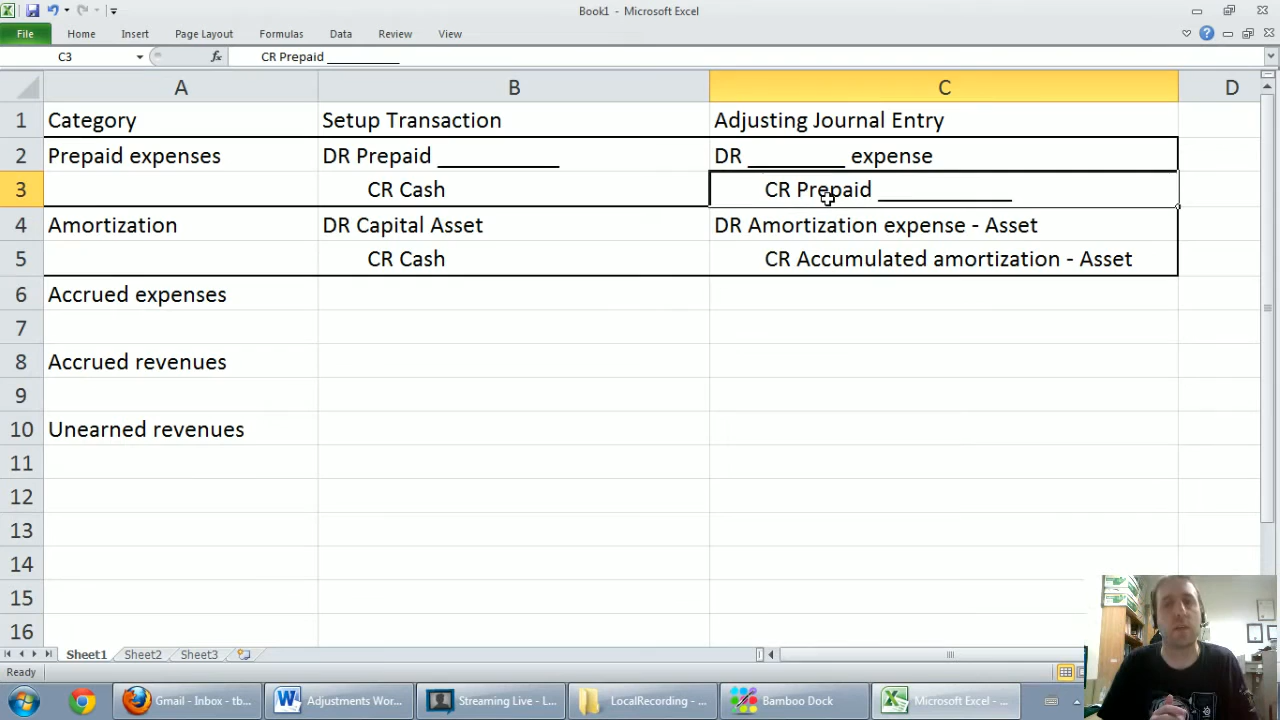 Book1 - Microsoft Excel
File Home Insert Page Layout Formulas Data Review View
C3 fx CR Prepaid __________
A B C D
1 Category Setup Transaction Adjusting Journal Entry
2 Prepaid expenses DR Prepaid __________ DR ________ expense
3 CR Cash CR Prepaid ___________
4 Amortization DR Capital Asset DR Amortization expense - Asset
5 CR Cash CR Accumulated amortization - Asset
6 Accrued expenses
7
8 Accrued revenues
9
10 Unearned revenues
11
12
13
14
15
16
Sheet1 Sheet2 Sheet3
Ready
Gmail - Inbox - tb... Adjustments Wor... Streaming Live - L... LocalRecording - ... Bamboo Dock Microsoft Excel - ...